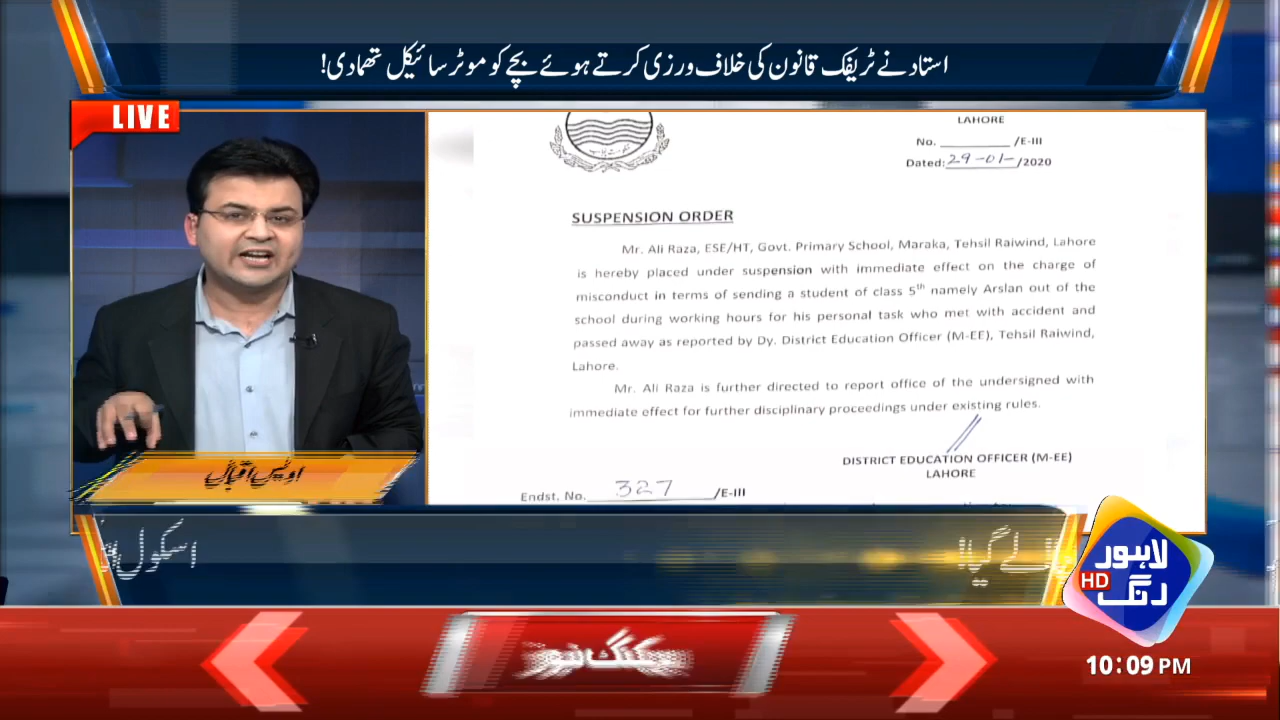 استاد نے ٹریفک قانون کی خلاف ورزی کرتے ہوئے بچے کو موٹر سائیکل تھما دی!
LIVE
LAHORE
No. /E-III
Dated: 29-01-/2020
SUSPENSION ORDER
Mr. Ali Raza, ESE/HT, Govt. Primary School, Maraka, Tehsil Raiwind, Lahore
is hereby placed under suspension with immediate effect on the charge of
misconduct in terms of sending a student of class 5th namely Arslan out of the
school during working hours for his personal task who met with accident and
passed away as reported by Dy. District Education Officer (M-EE), Tehsil Raiwind,
Lahore.
Mr. Ali Raza is further directed to report office of the undersigned with
immediate effect for further disciplinary proceedings under existing rules.
DISTRICT EDUCATION OFFICER (M-EE)
LAHORE
Endst. No. 327 /E-III
اویس اقبال
اسکول
لے گیا
لاہور
HD رنگ
10:09 PM